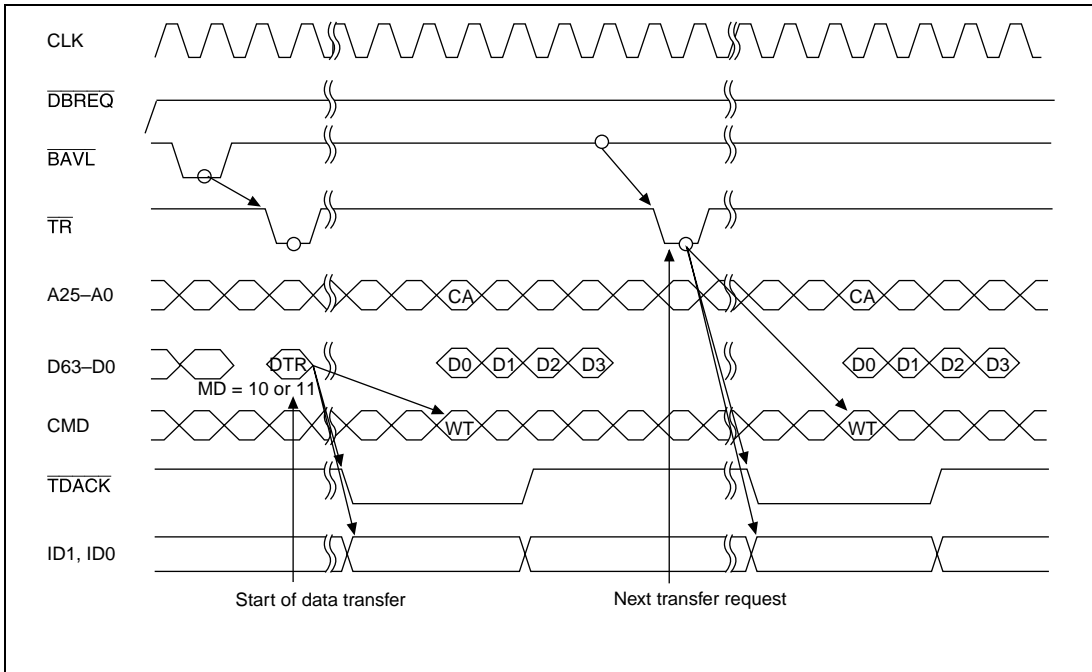 CLK
DBREQ
BAVL
TR
A25–A0 CA CA
D63–D0 DTR D0 D1 D2 D3 D0 D1 D2 D3
MD = 10 or 11
CMD WT WT
TDACK
ID1, ID0
Start of data transfer Next transfer request